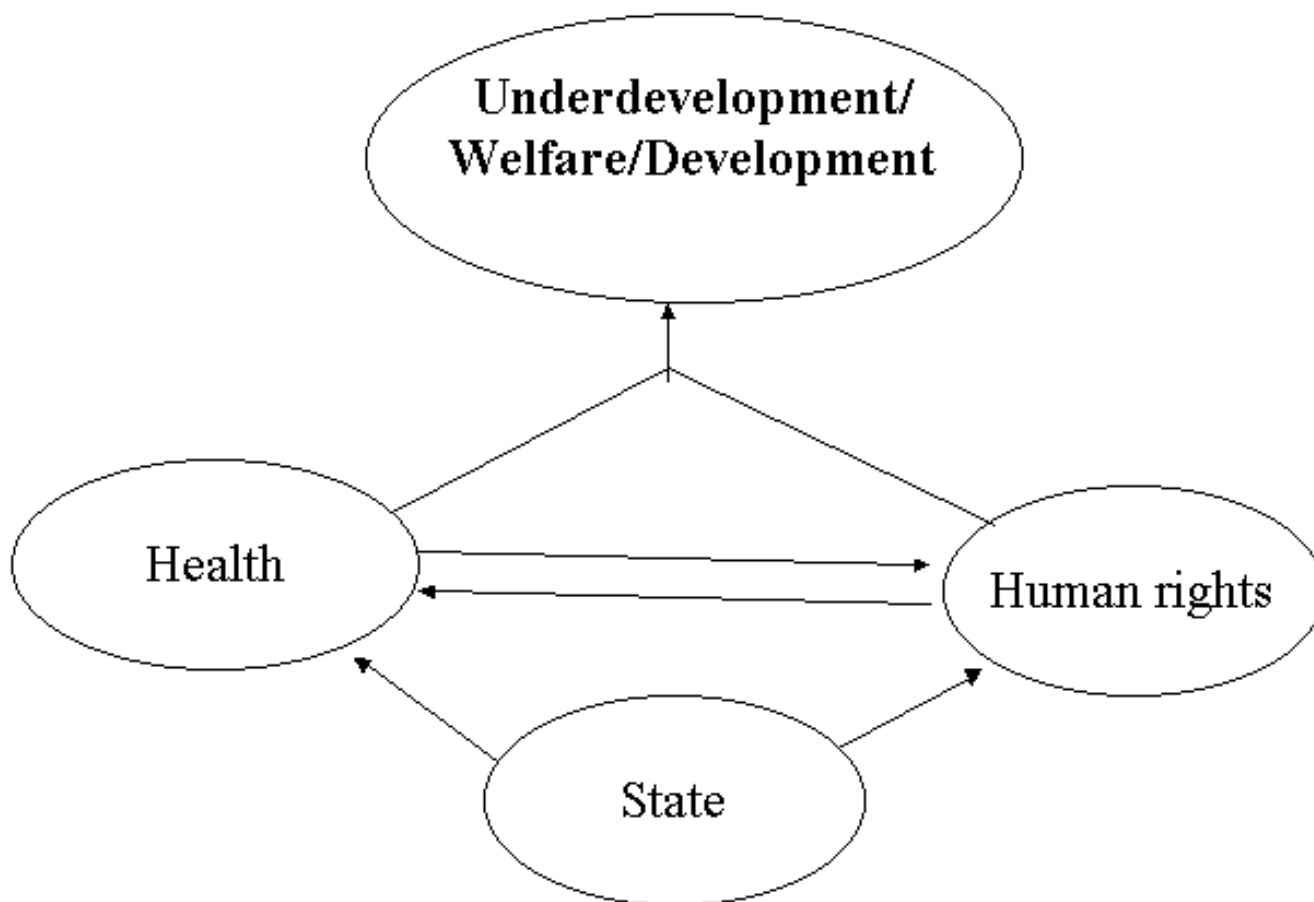 Underdevelopment/
Welfare/Development
Health
Human rights
State